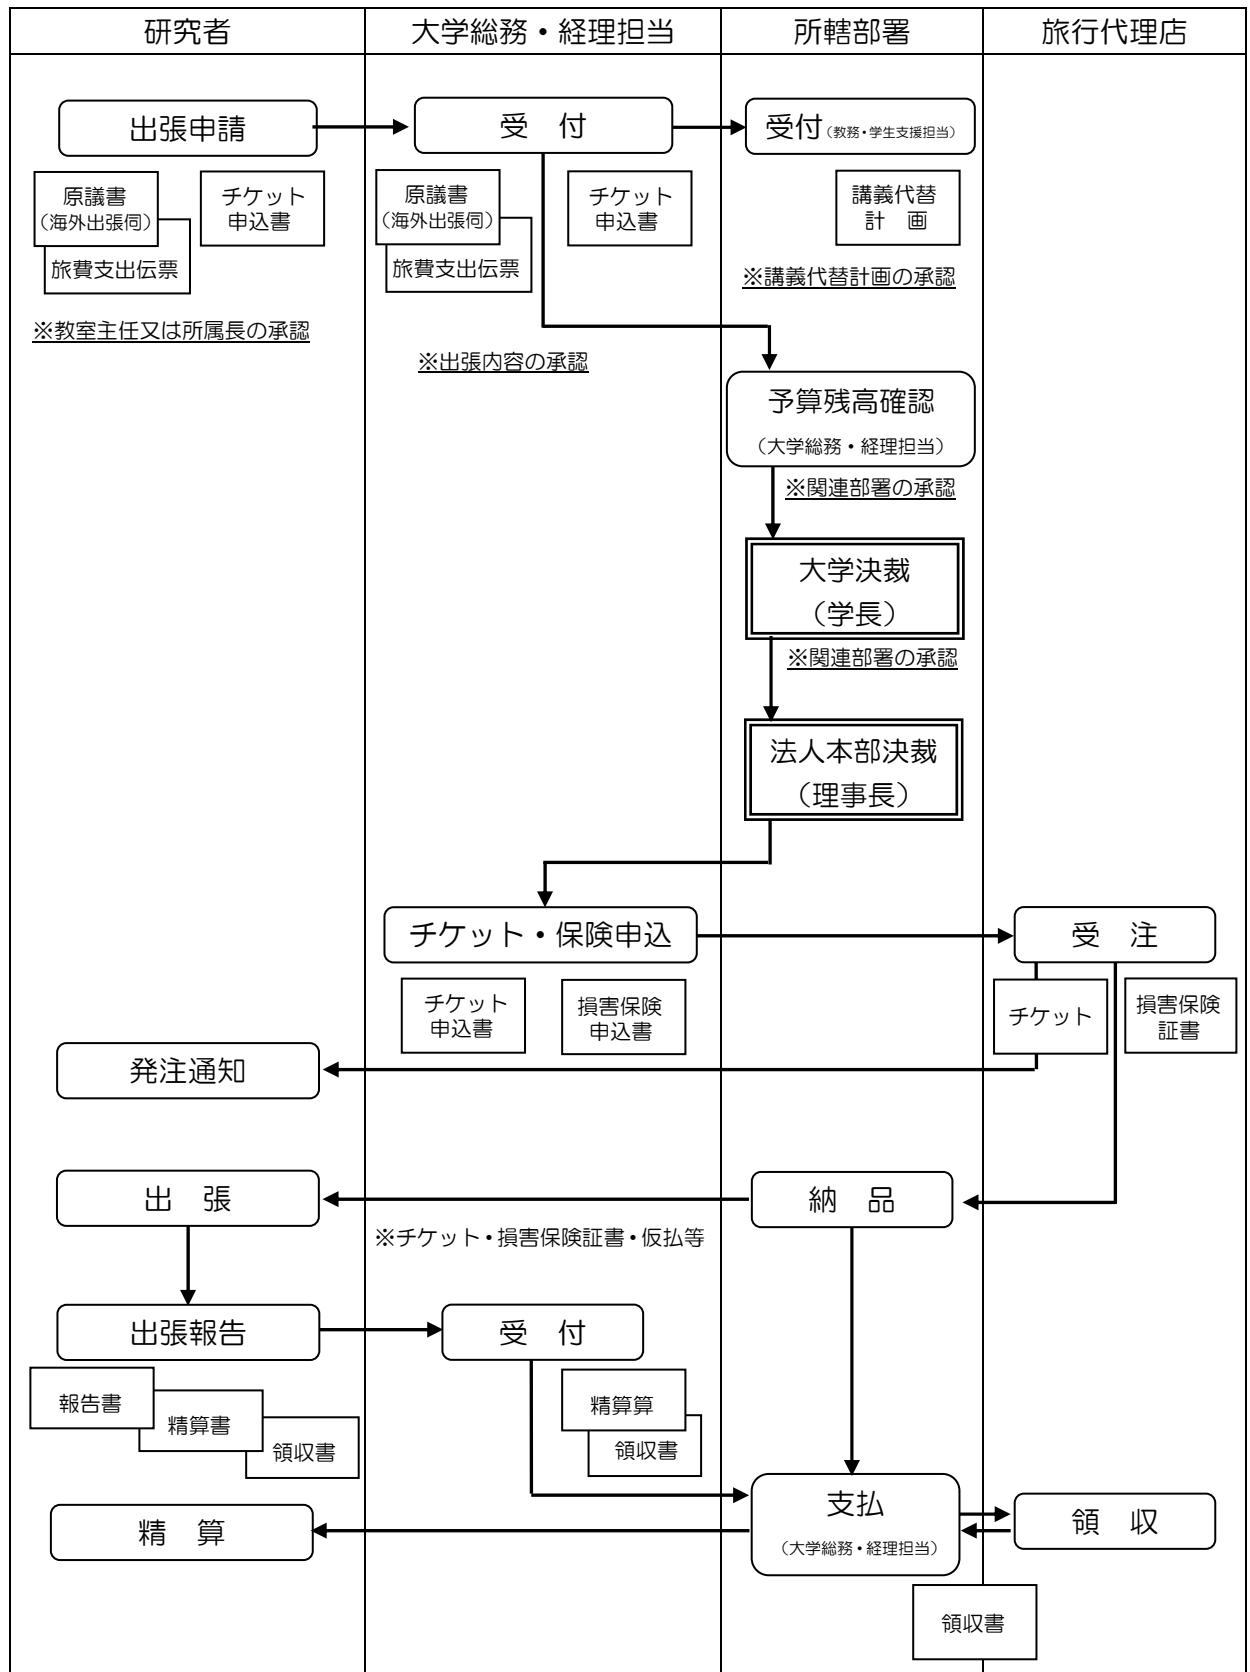 研究者
大学総務・経理担当
所轄部署
旅行代理店
出張申請
受　付
受付（教務・学生支援担当）
原議書
（海外出張伺）
旅費支出伝票
チケット
申込書
原議書
（海外出張伺）
旅費支出伝票
チケット
申込書
講義代替
計　画
※講義代替計画の承認
※教室主任又は所属長の承認
※出張内容の承認
予算残高確認
（大学総務・経理担当）
※関連部署の承認
大学決裁
（学長）
※関連部署の承認
法人本部決裁
（理事長）
チケット・保険申込
受　注
チケット
申込書
損害保険
申込書
チケット
損害保険
証書
発注通知
出　張
納　品
※チケット・損害保険証書・仮払等
出張報告
受　付
報告書
精算書
領収書
精算算
領収書
支払
（大学総務・経理担当）
領　収
精　算
領収書